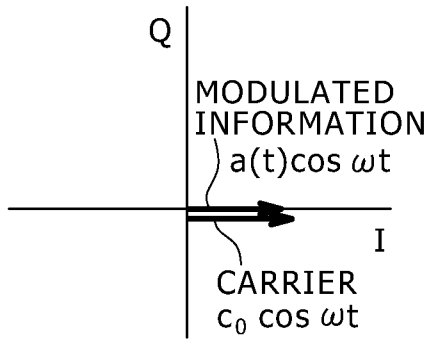 Q
MODULATED
INFORMATION
a(t)cos ωt
I
CARRIER
c₀ cos ωt